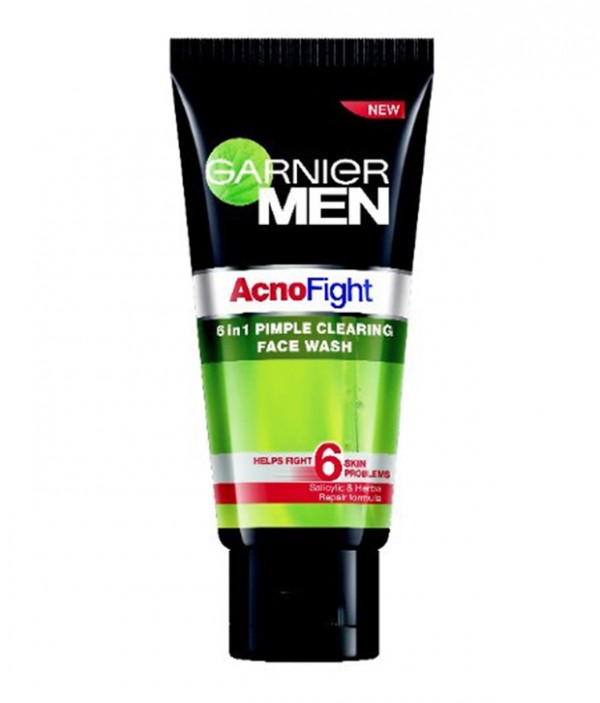 NEW
GARNIER
MEN
AcnoFight
6 in 1 PIMPLE CLEARING
FACE WASH
HELPS FIGHT 6 SKIN
PROBLEMS
Salicylic & Herba
Repair formula